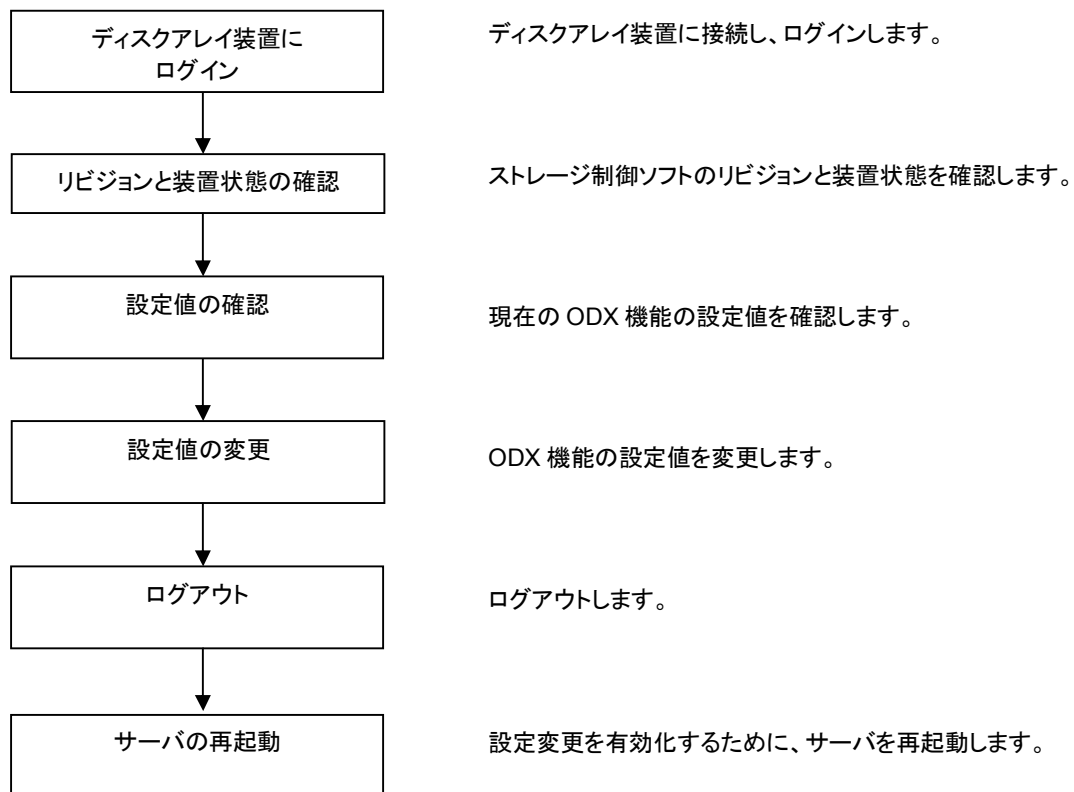 ディスクアレイ装置に
ログイン
ディスクアレイ装置に接続し、ログインします。
リビジョンと装置状態の確認
ストレージ制御ソフトのリビジョンと装置状態を確認します。
設定値の確認
現在の ODX 機能の設定値を確認します。
設定値の変更
ODX 機能の設定値を変更します。
ログアウト
ログアウトします。
サーバの再起動
設定変更を有効化するために、サーバを再起動します。